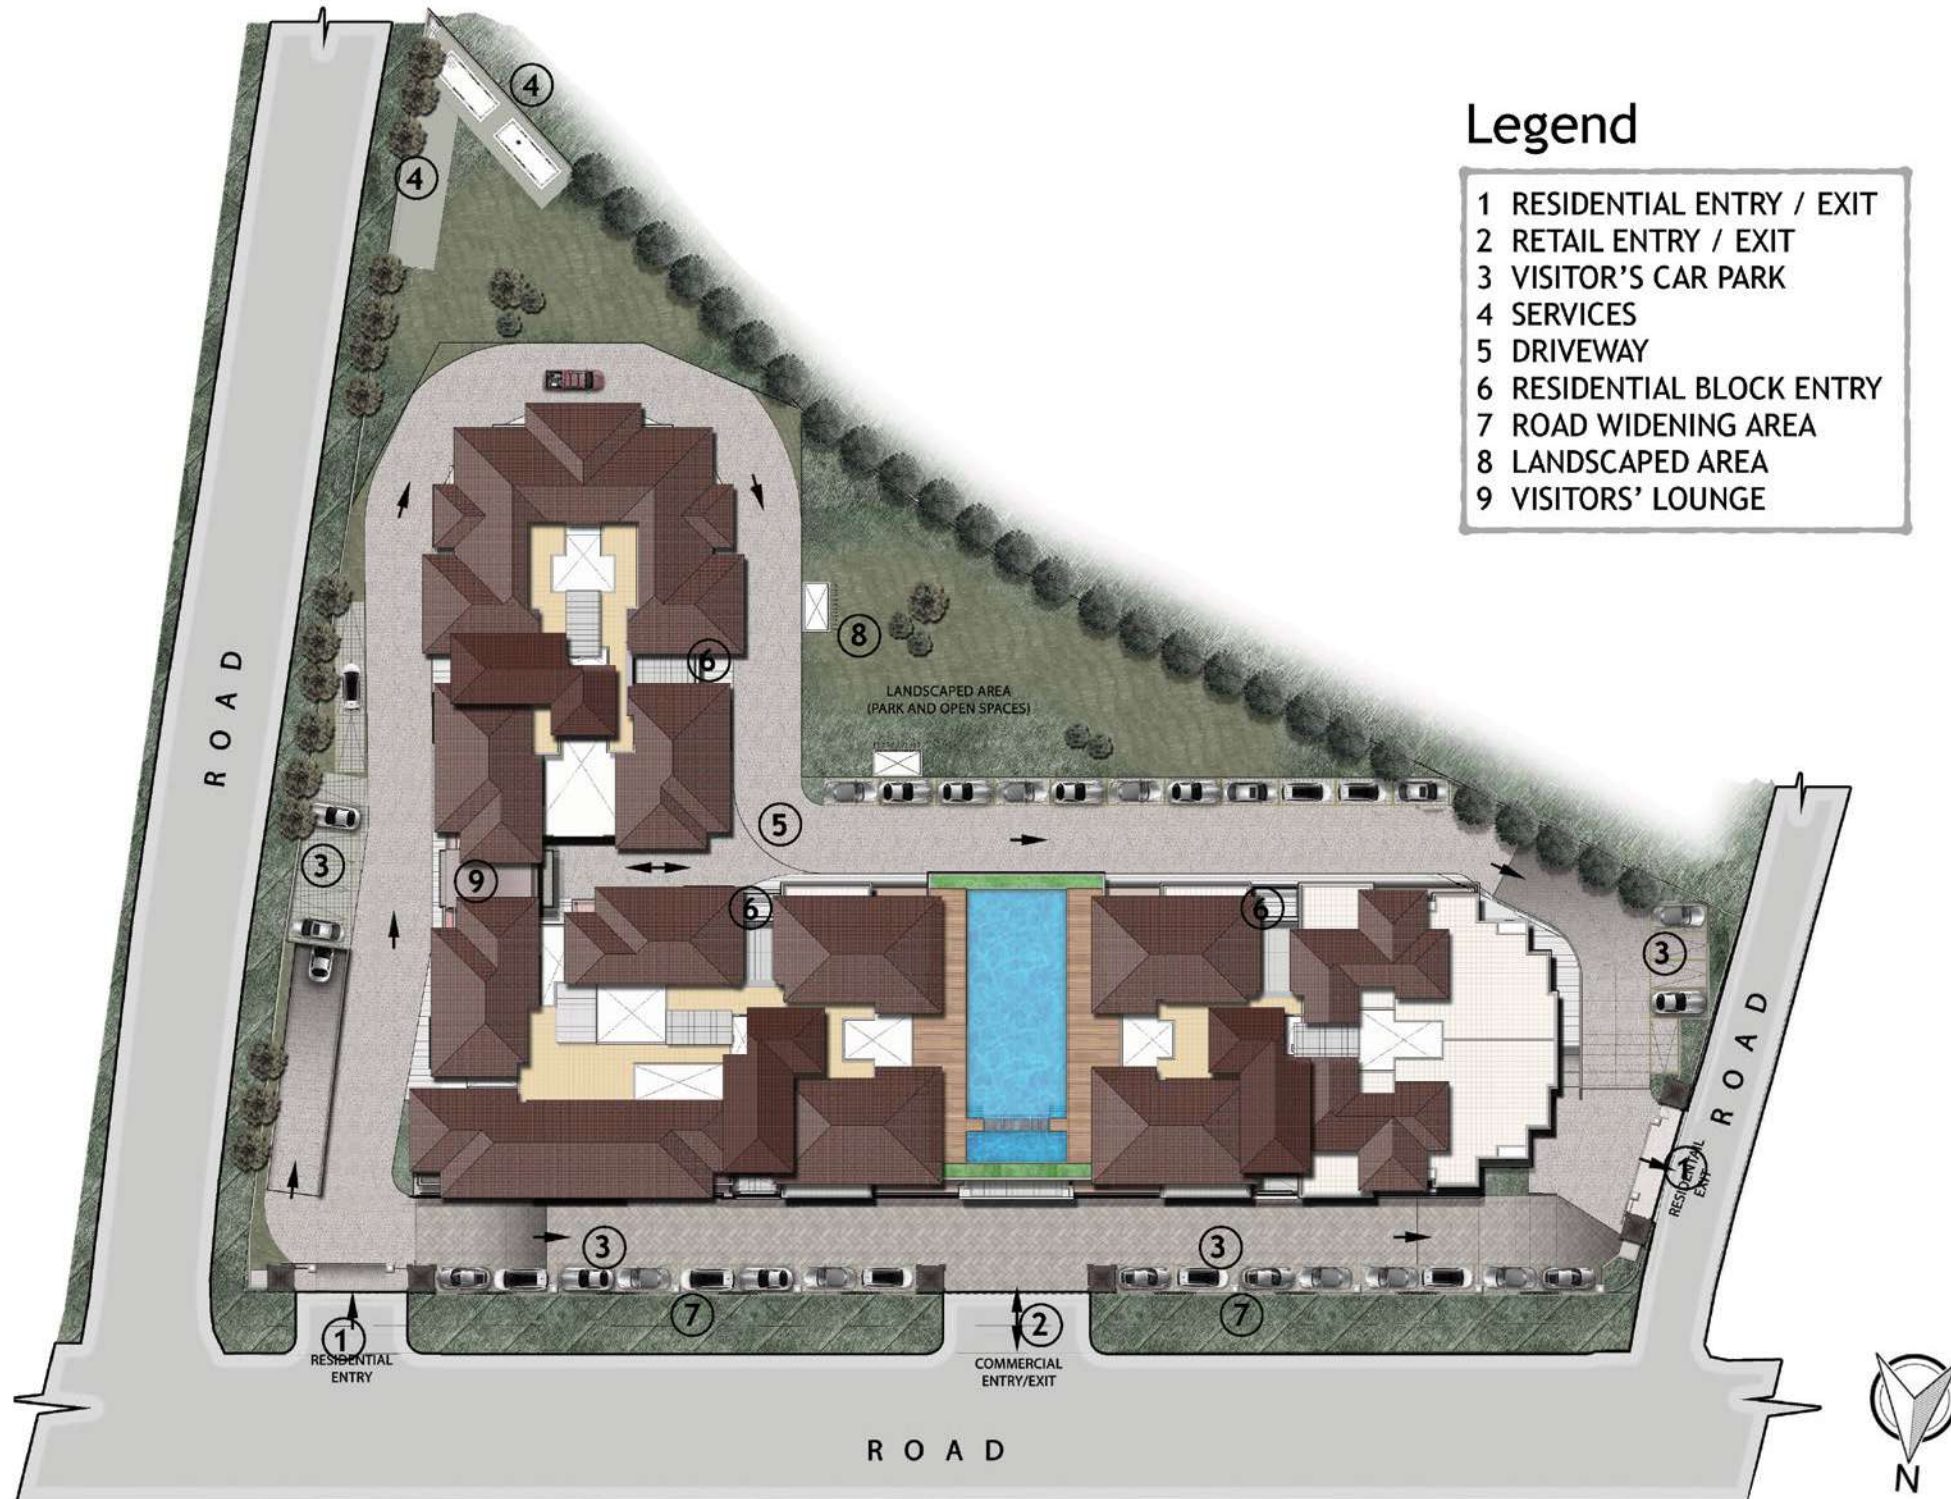 Legend
1 RESIDENTIAL ENTRY / EXIT
2 RETAIL ENTRY / EXIT
3 VISITOR'S CAR PARK
4 SERVICES
5 DRIVEWAY
6 RESIDENTIAL BLOCK ENTRY
7 ROAD WIDENING AREA
8 LANDSCAPED AREA
9 VISITORS' LOUNGE
4
4
8
6
LANDSCAPED AREA
(PARK AND OPEN SPACES)
ROAD
5
3
9
6
6
3
ROAD
1
RESIDENTIAL
EXIT
3
3
7
7
1
RESIDENTIAL
ENTRY
2
COMMERCIAL
ENTRY/EXIT
ROAD
N